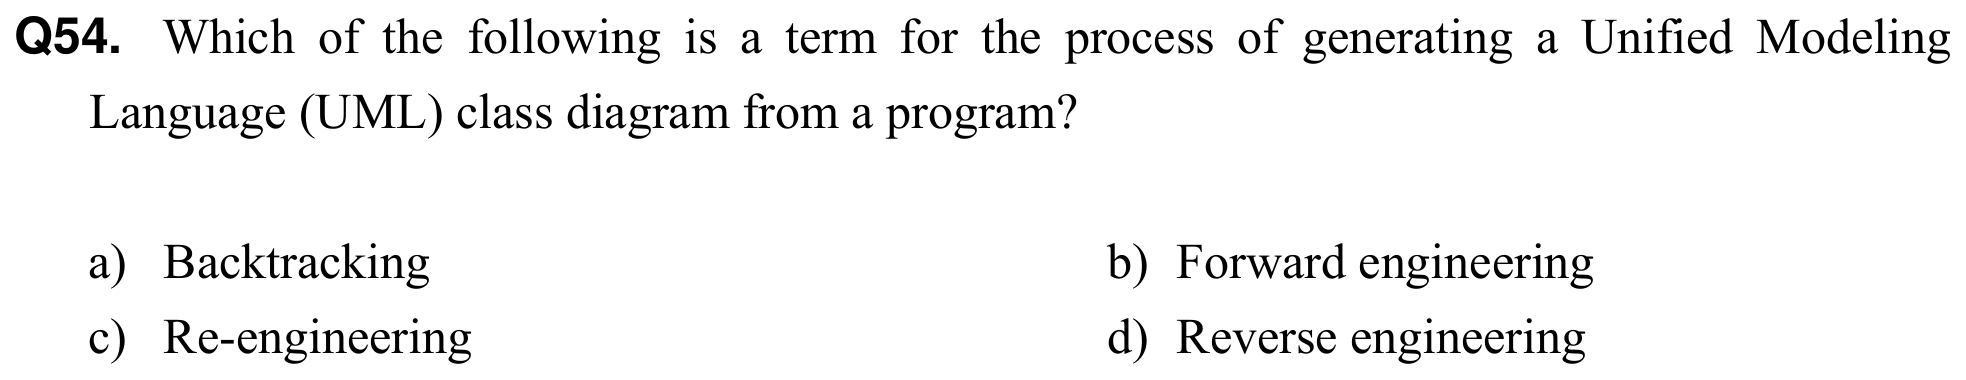 Q54. Which of the following is a term for the process of generating a Unified Modeling
Language (UML) class diagram from a program?
a) Backtracking b) Forward engineering
c) Re-engineering d) Reverse engineering